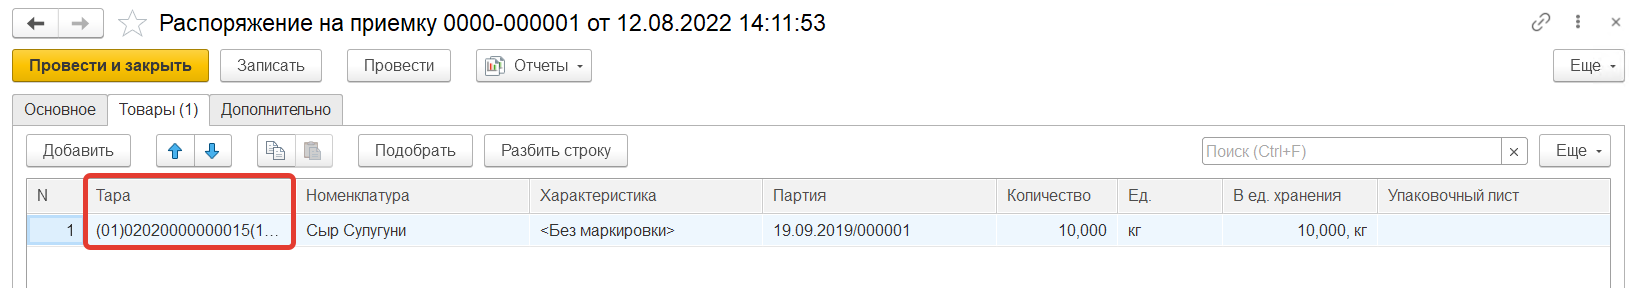 Распоряжение на приемку 0000-000001 от 12.08.2022 14:11:53
Провести и закрыть Записать Провести Отчеты Еще
Основное Товары (1) Дополнительно
Добавить Подобрать Разбить строку Поиск (Ctrl+F) × Еще
N Тара Номенклатура Характеристика Партия Количество Ед. В ед. хранения Упаковочный лист
1 (01)02020000000015(1... Сыр Сулугуни <Без маркировки> 19.09.2019/000001 10,000 кг 10,000, кг